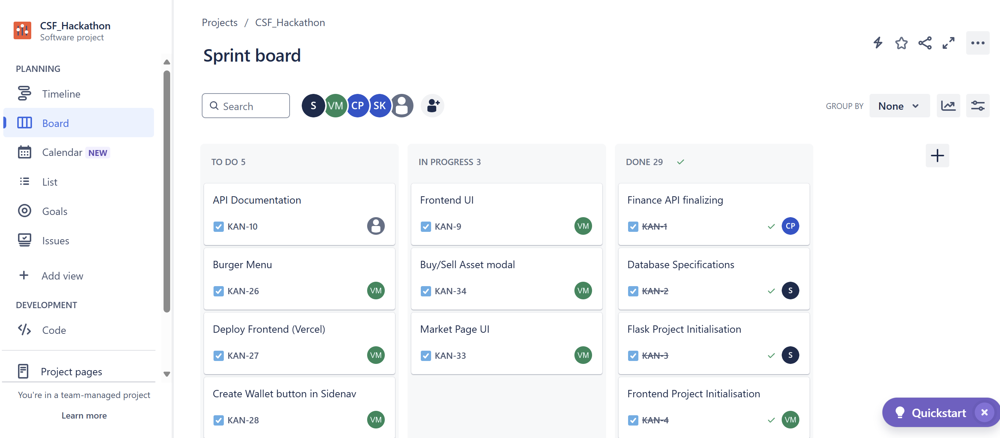 CSF_Hackathon
Software project
PLANNING
Timeline
Board
Calendar NEW
List
Goals
Issues
Add view
DEVELOPMENT
Code
Project pages
You're in a team-managed project
Learn more
Projects / CSF_Hackathon
Sprint board
Search
S VM CP SK
GROUP BY None
TO DO 5
API Documentation
KAN-10
Burger Menu
KAN-26 VM
Deploy Frontend (Vercel)
KAN-27 VM
Create Wallet button in Sidenav
KAN-28 VM
IN PROGRESS 3
Frontend UI
KAN-9 VM
Buy/Sell Asset modal
KAN-34 VM
Market Page UI
KAN-33 VM
DONE 29
Finance API finalizing
KAN-1 CP
Database Specifications
KAN-2 S
Flask Project Initialisation
KAN-3 S
Frontend Project Initialisation
KAN-4 VM
Quickstart